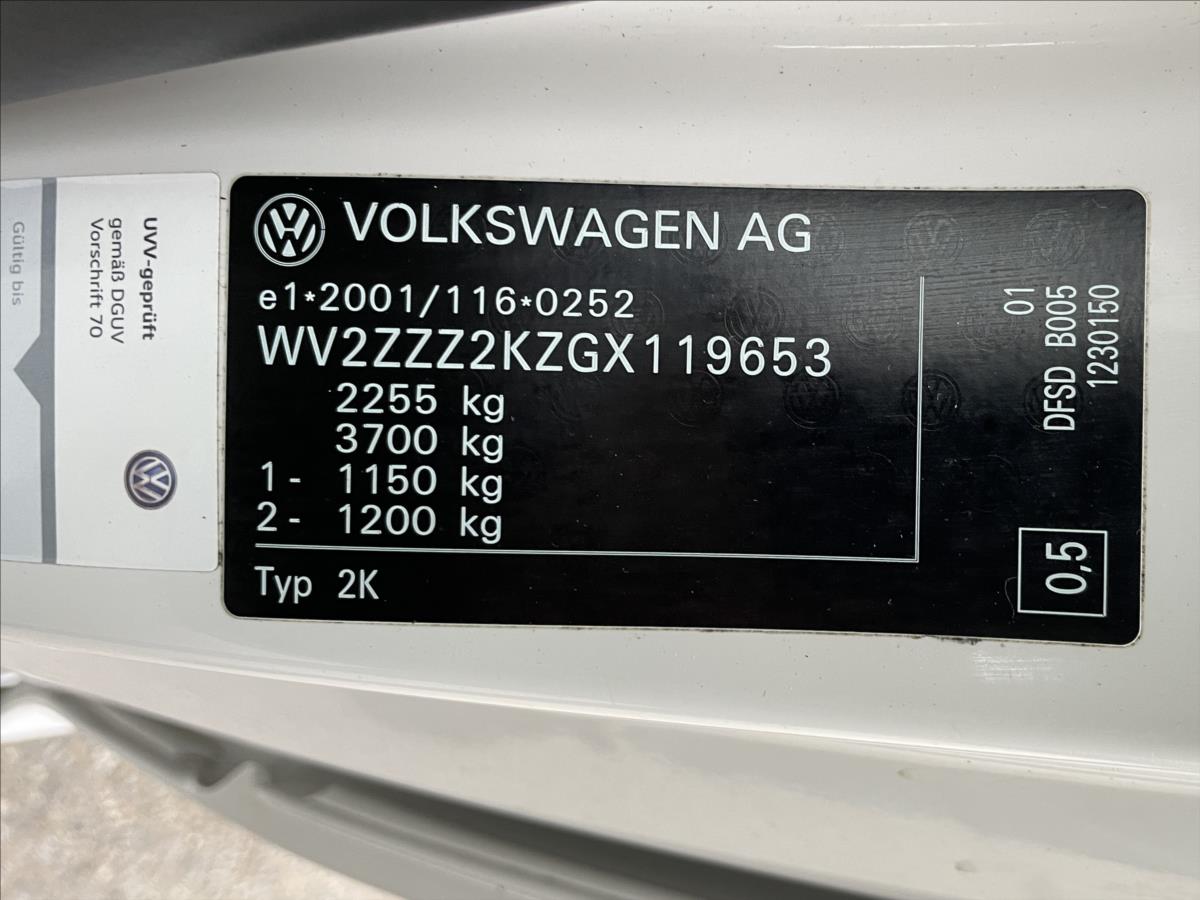 VOLKSWAGEN AG
e1*2001/116*0252
WV2ZZZ2KZGX119653
2255 kg
3700 kg
1- 1150 kg
2- 1200 kg
Typ 2K
01
DFSD B005
1230150
0,5
UVV-geprüft
gemäß DGUV
Vorschrift 70
Gültig bis